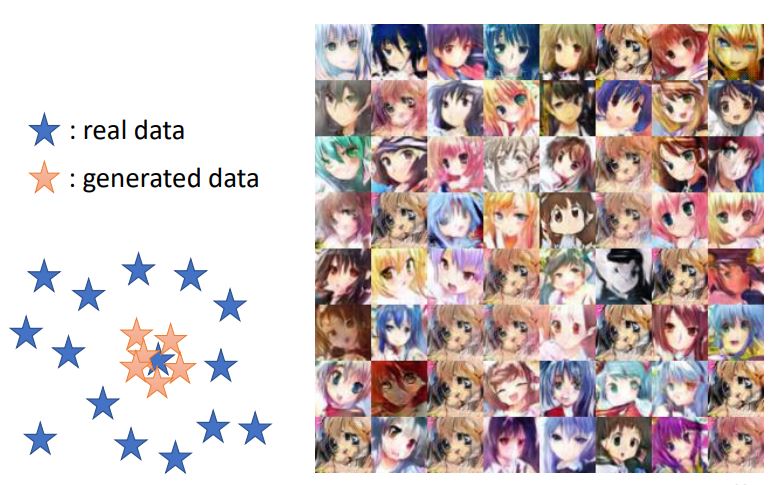 : real data
: generated data